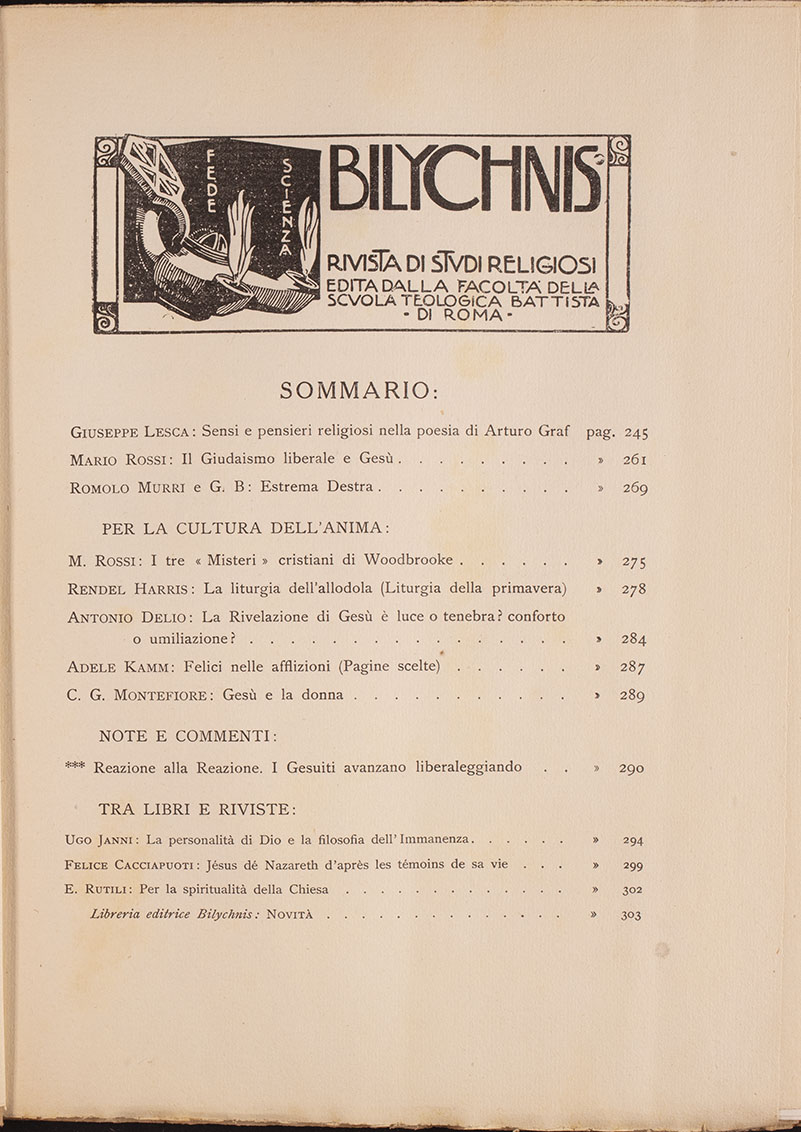 FEDE
SCIENZA
BILYCHNIS
RIVISTA DI STVDI RELIGIOSI
EDITA DALLA FACOLTA' DELLA
SCVOLA TEOLOGICA BATTISTA
- DI ROMA -
SOMMARIO:
GIUSEPPE LESCA: Sensi e pensieri religiosi nella poesia di Arturo Graf pag. 245
MARIO ROSSI: Il Giudaismo liberale e Gesù . . . . . . . . . » 261
ROMOLO MURRI e G. B: Estrema Destra . . . . . . . . . . » 269
PER LA CULTURA DELL'ANIMA:
M. ROSSI: I tre « Misteri » cristiani di Woodbrooke . . . . . . » 275
RENDEL HARRIS: La liturgia dell'allodola (Liturgia della primavera) » 278
ANTONIO DELIO: La Rivelazione di Gesù è luce o tenebra? conforto
o umiliazione? . . . . . . . . . . . . . . . » 284
ADELE KAMM: Felici nelle afflizioni (Pagine scelte) . . . . . . » 287
C. G. MONTEFIORE: Gesù e la donna . . . . . . . . . . . » 289
NOTE E COMMENTI:
*** Reazione alla Reazione. I Gesuiti avanzano liberaleggiando . . » 290
TRA LIBRI E RIVISTE:
UGO JANNI: La personalità di Dio e la filosofia dell'Immanenza . . . . . . » 294
FELICE CACCIAPUOTI: Jésus dé Nazareth d'après les témoins de sa vie . . . » 299
E. RUTILI: Per la spiritualità della Chiesa . . . . . . . . . . . . . » 302
Libreria editrice Bilychnis: NOVITÀ . . . . . . . . . . . . . . » 303